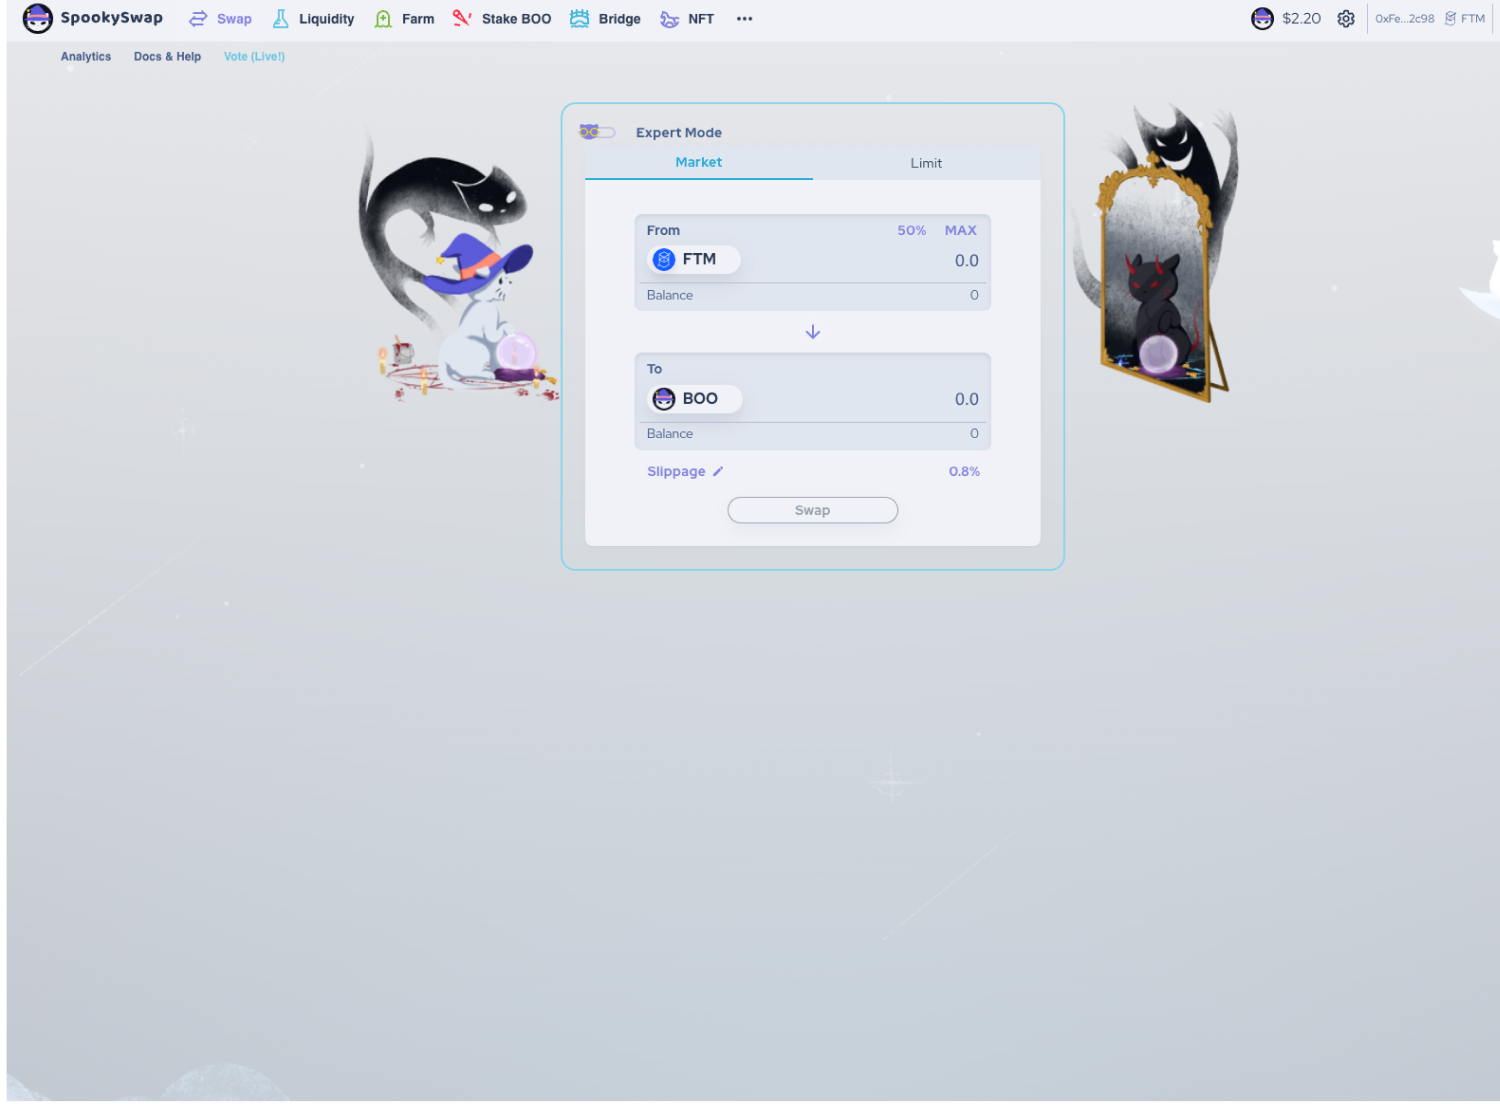 SpookySwap Swap Liquidity Farm Stake BOO Bridge NFT ••• $2.20 0xFe...2c98 FTM
Analytics Docs & Help Vote (Live!)
Expert Mode
Market Limit
From 50% MAX
FTM 0.0
Balance 0
To
BOO 0.0
Balance 0
Slippage 0.8%
Swap